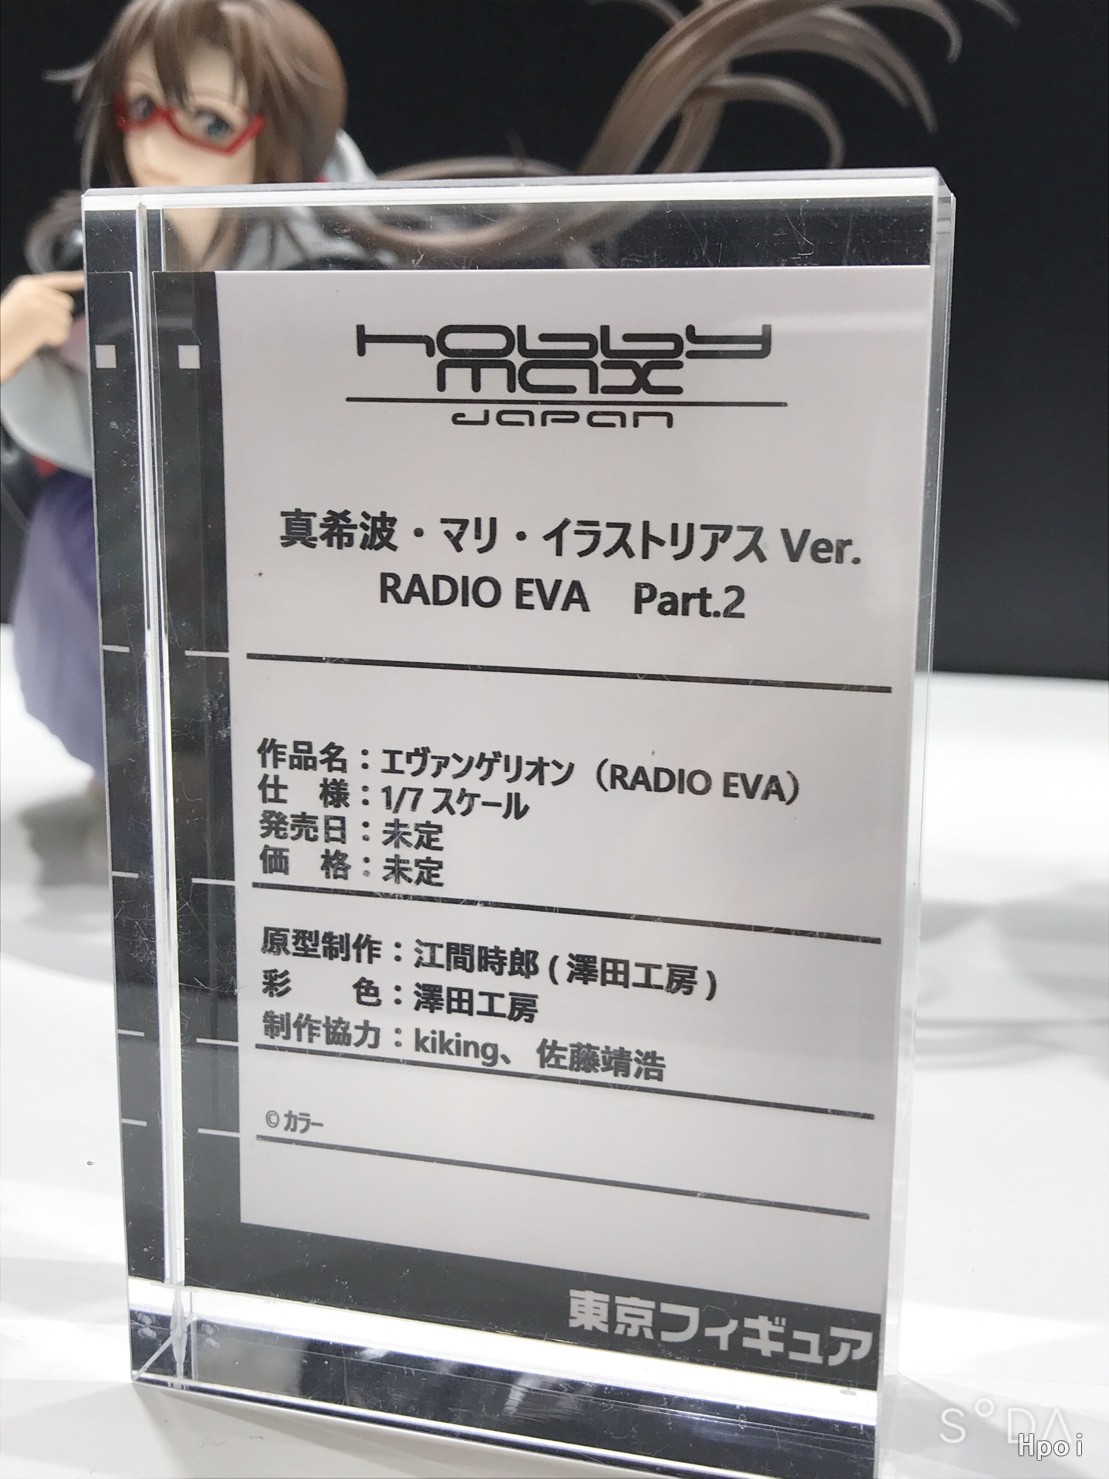 hobby
max
japan
真希波・マリ・イラストリアス Ver.
RADIO EVA　Part.2
作品名：エヴァンゲリオン（RADIO EVA）
仕　様：1/7 スケール
発売日：未定
価　格：未定
原型制作：江間時郎 ( 澤田工房 )
彩　　色：澤田工房
制作協力：kiking、佐藤靖浩
© カラー
東京フィギュア
SODA
Hpoi